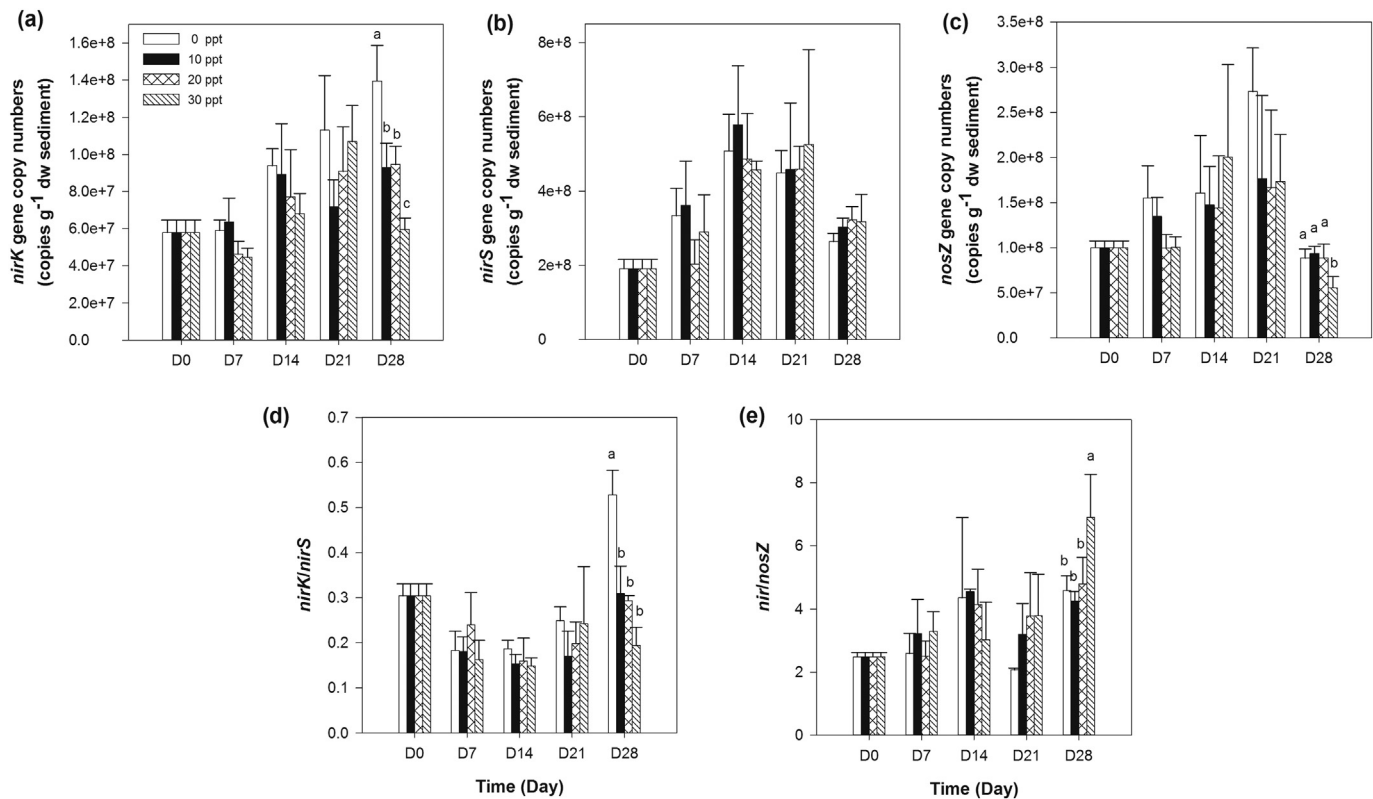 (a)
nirK gene copy numbers
(copies g⁻¹ dw sediment)
1.6e+8
1.4e+8
1.2e+8
1.0e+8
8.0e+7
6.0e+7
4.0e+7
2.0e+7
0.0
0 ppt
10 ppt
20 ppt
30 ppt
a
b b
c
D0 D7 D14 D21 D28
(b)
nirS gene copy numbers
(copies g⁻¹ dw sediment)
8e+8
6e+8
4e+8
2e+8
0
D0 D7 D14 D21 D28
(c)
nosZ gene copy numbers
(copies g⁻¹ dw sediment)
3.5e+8
3.0e+8
2.5e+8
2.0e+8
1.5e+8
1.0e+8
5.0e+7
0.0
a a a
b
D0 D7 D14 D21 D28
(d)
nirK/nirS
0.7
0.6
0.5
0.4
0.3
0.2
0.1
0.0
a
b
b
b
D0 D7 D14 D21 D28
Time (Day)
(e)
nir/nosZ
10
8
6
4
2
0
a
b b b
D0 D7 D14 D21 D28
Time (Day)